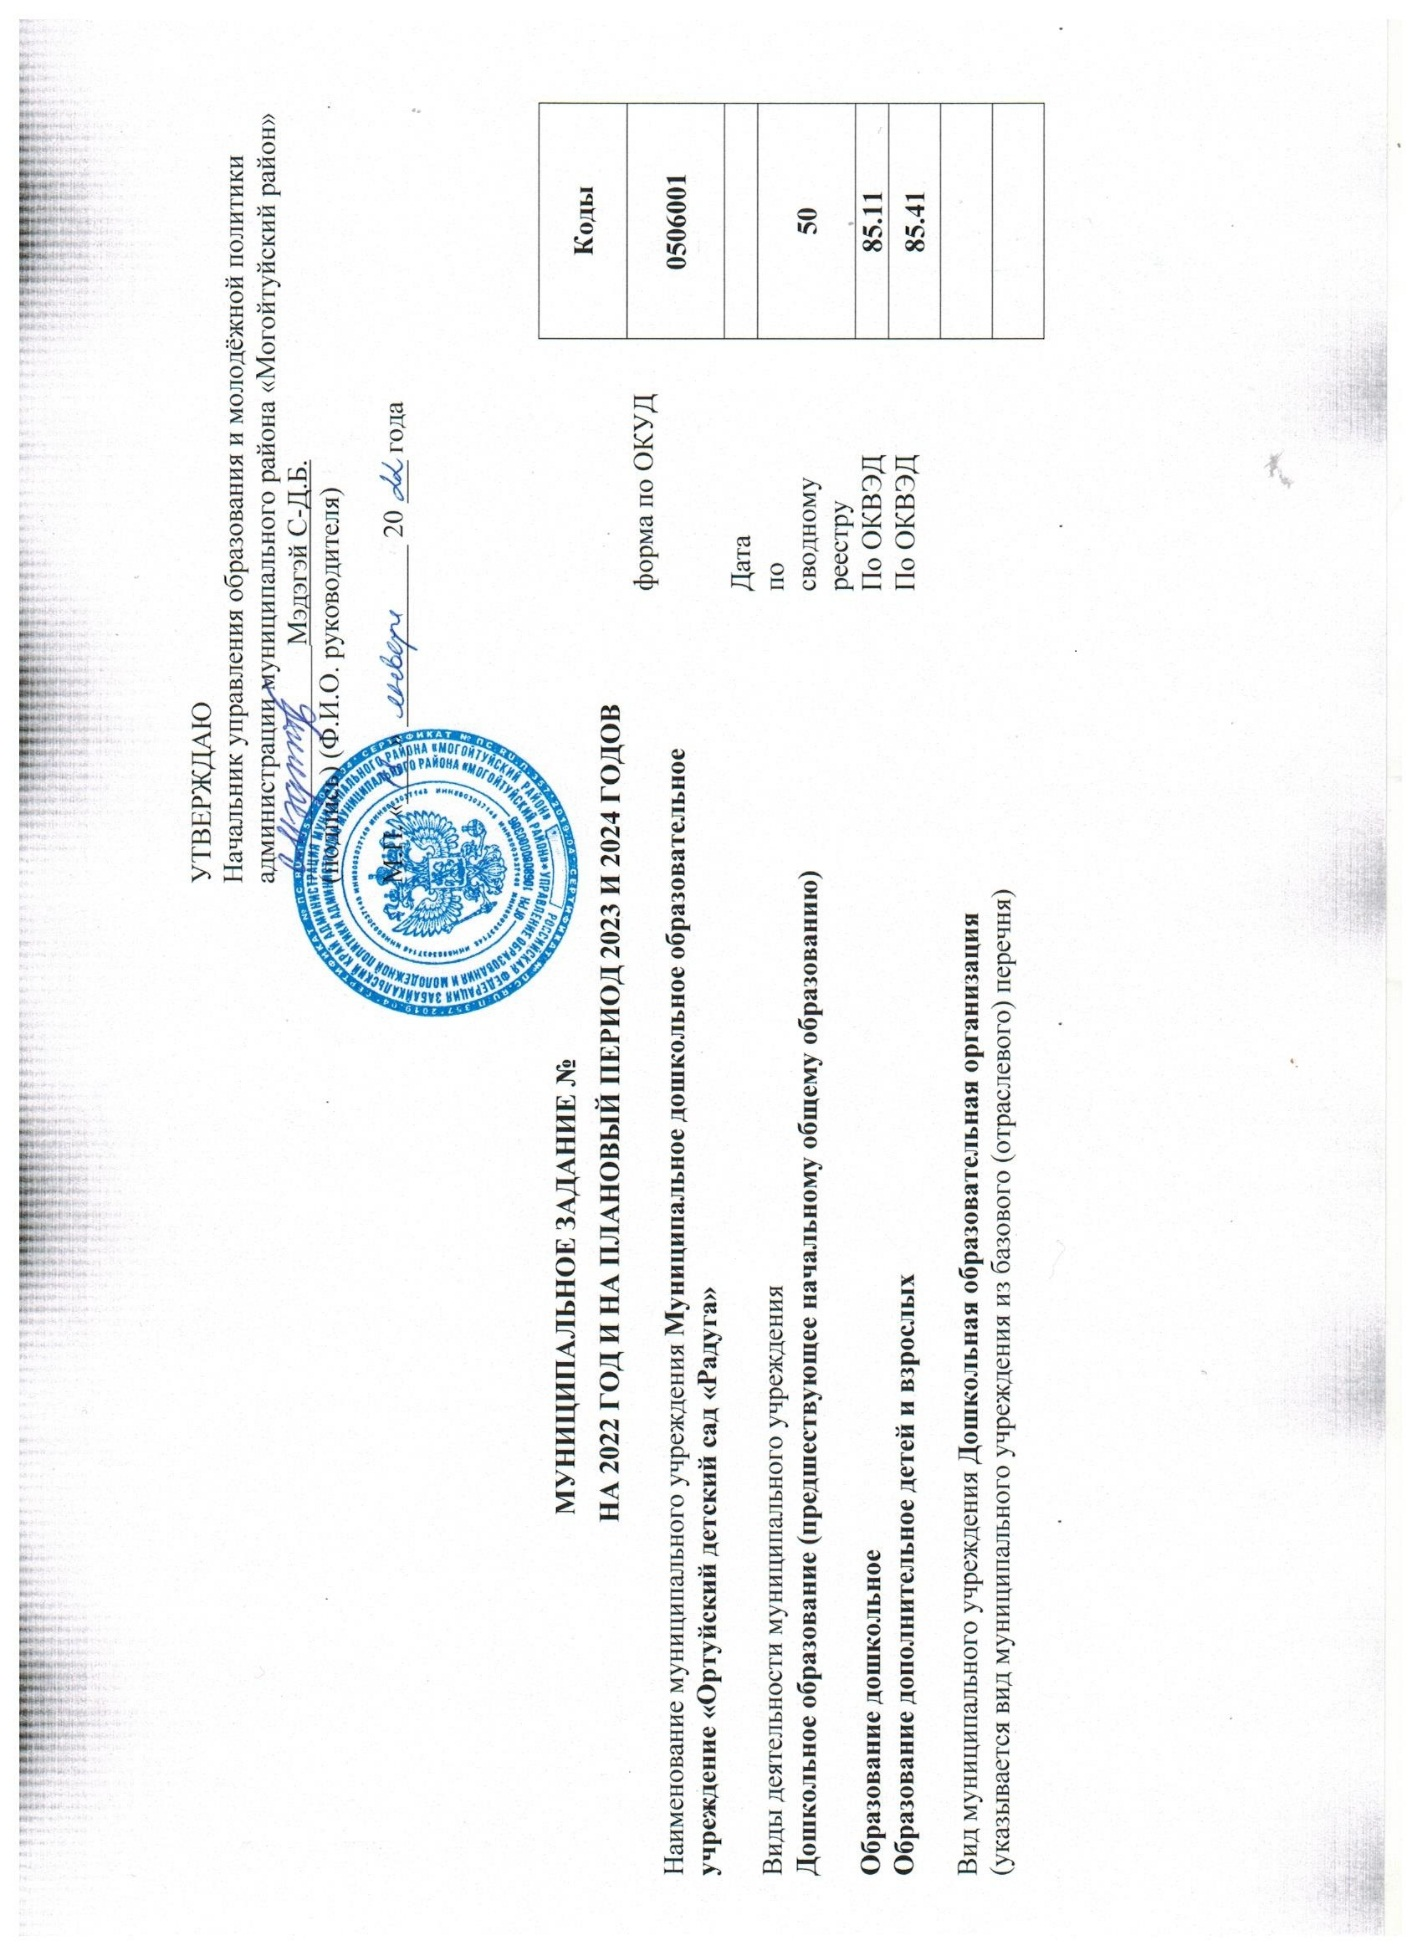 УТВЕРЖДАЮ
Начальник управления образования и молодёжной политики
администрации муниципального района «Могойтуйский район»
Мэдэгэй С-Д.Б.
(подпись) (Ф.И.О. руководителя)
М.П. « » января 2022 года
МУНИЦИПАЛЬНОЕ ЗАДАНИЕ №
НА 2022 ГОД И НА ПЛАНОВЫЙ ПЕРИОД 2023 И 2024 ГОДОВ
Коды
Наименование муниципального учреждения Муниципальное дошкольное образовательное
учреждение «Ортуйский детский сад «Радуга»
форма по ОКУД
0506001
Дата
Виды деятельности муниципального учреждения
Дошкольное образование (предшествующее начальному общему образованию)
по
сводному
реестру
50
Образование дошкольное
По ОКВЭД
85.11
Образование дополнительное детей и взрослых
По ОКВЭД
85.41
Вид муниципального учреждения Дошкольная образовательная организация
(указывается вид муниципального учреждения из базового (отраслевого) перечня)